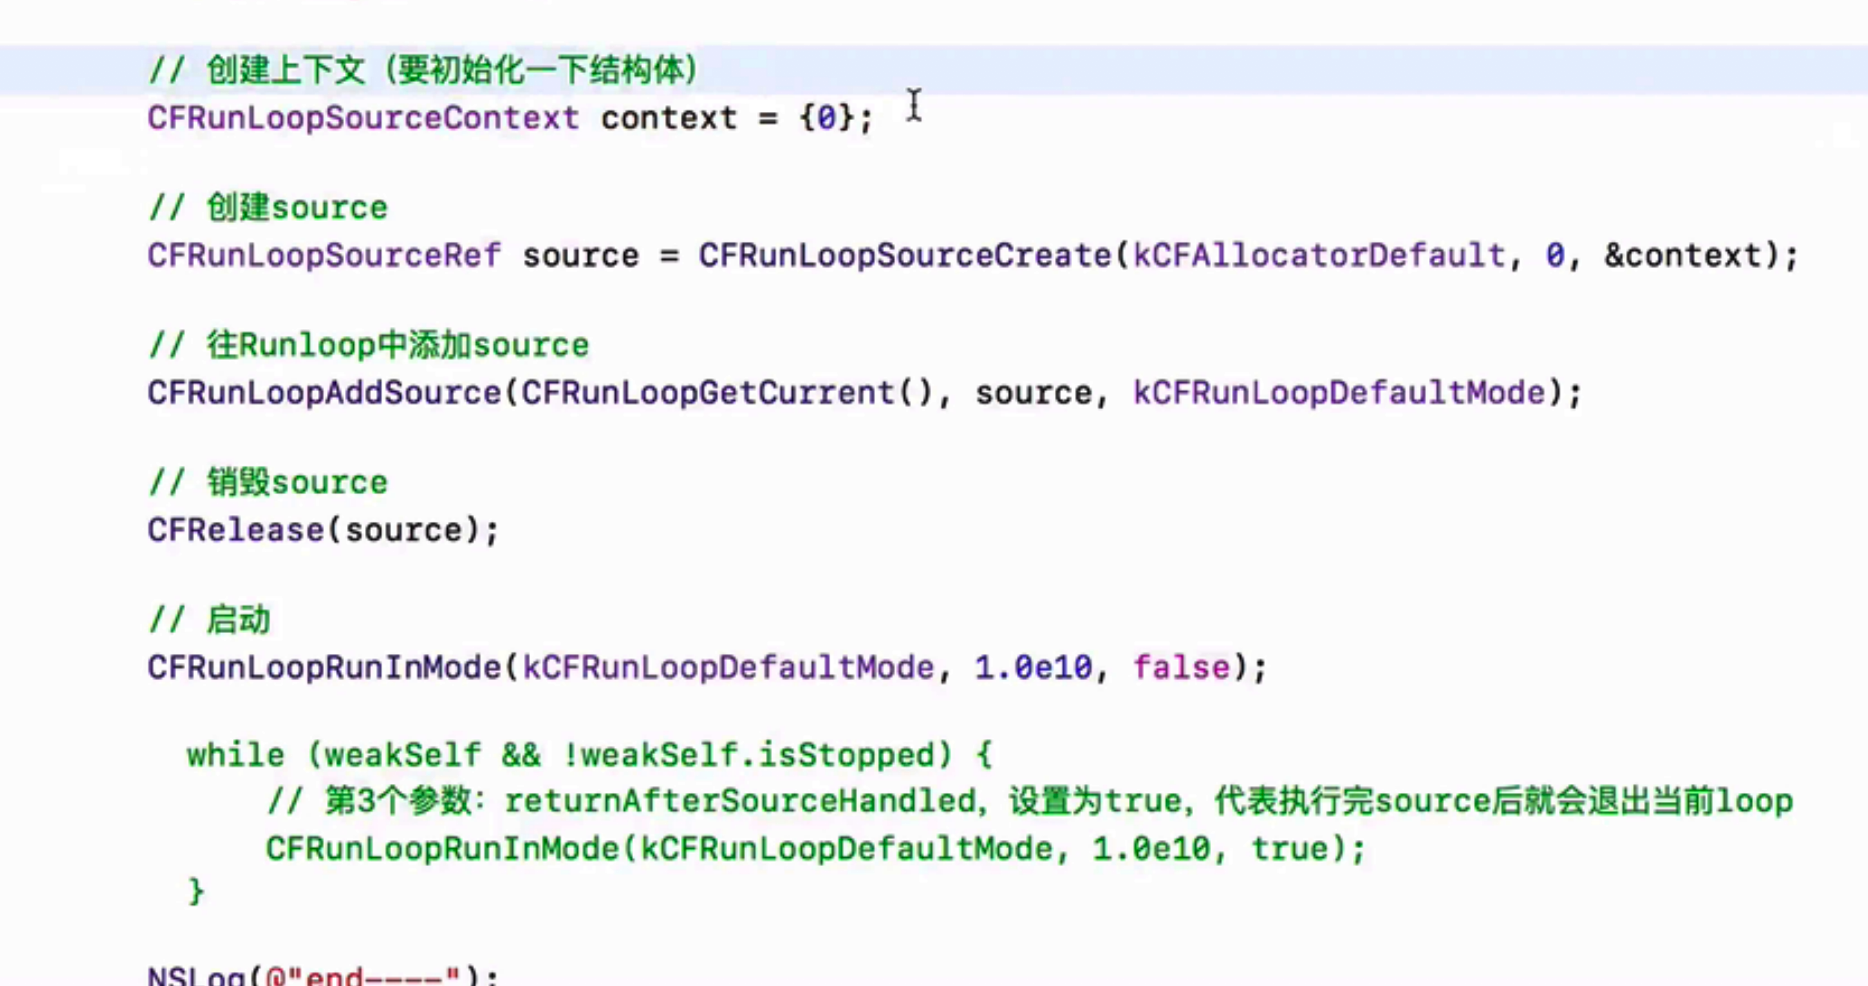 // 创建上下文（要初始化一下结构体）
CFRunLoopSourceContext context = {0};
// 创建source
CFRunLoopSourceRef source = CFRunLoopSourceCreate(kCFAllocatorDefault, 0, &context);
// 往Runloop中添加source
CFRunLoopAddSource(CFRunLoopGetCurrent(), source, kCFRunLoopDefaultMode);
// 销毁source
CFRelease(source);
// 启动
CFRunLoopRunInMode(kCFRunLoopDefaultMode, 1.0e10, false);
while (weakSelf && !weakSelf.isStopped) {
// 第3个参数：returnAfterSourceHandled，设置为true，代表执行完source后就会退出当前loop
CFRunLoopRunInMode(kCFRunLoopDefaultMode, 1.0e10, true);
}
NSLog(@"end----");